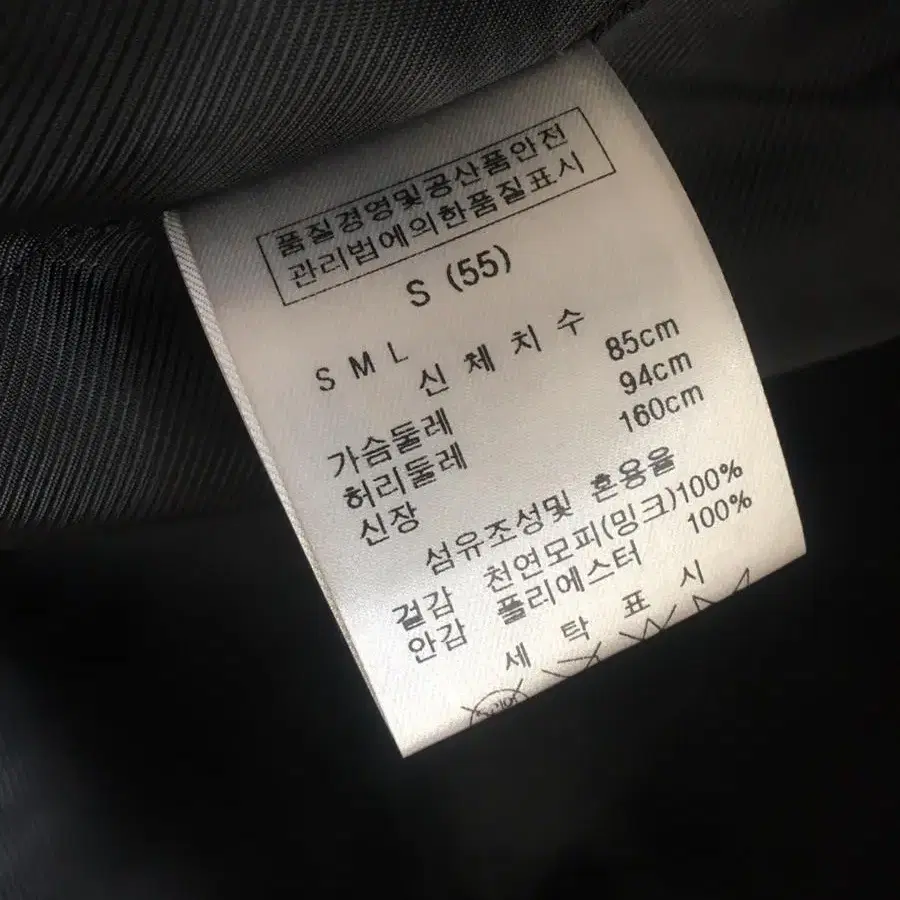 품질경영및공산품안전
관리법에의한품질표시
S (55)
S M L
신 체 치 수
가슴둘레 85cm
허리둘레 94cm
신장 160cm
섬유조성및 혼용율
겉감 천연모피(밍크)100%
안감 폴리에스터 100%
세 탁 표 시